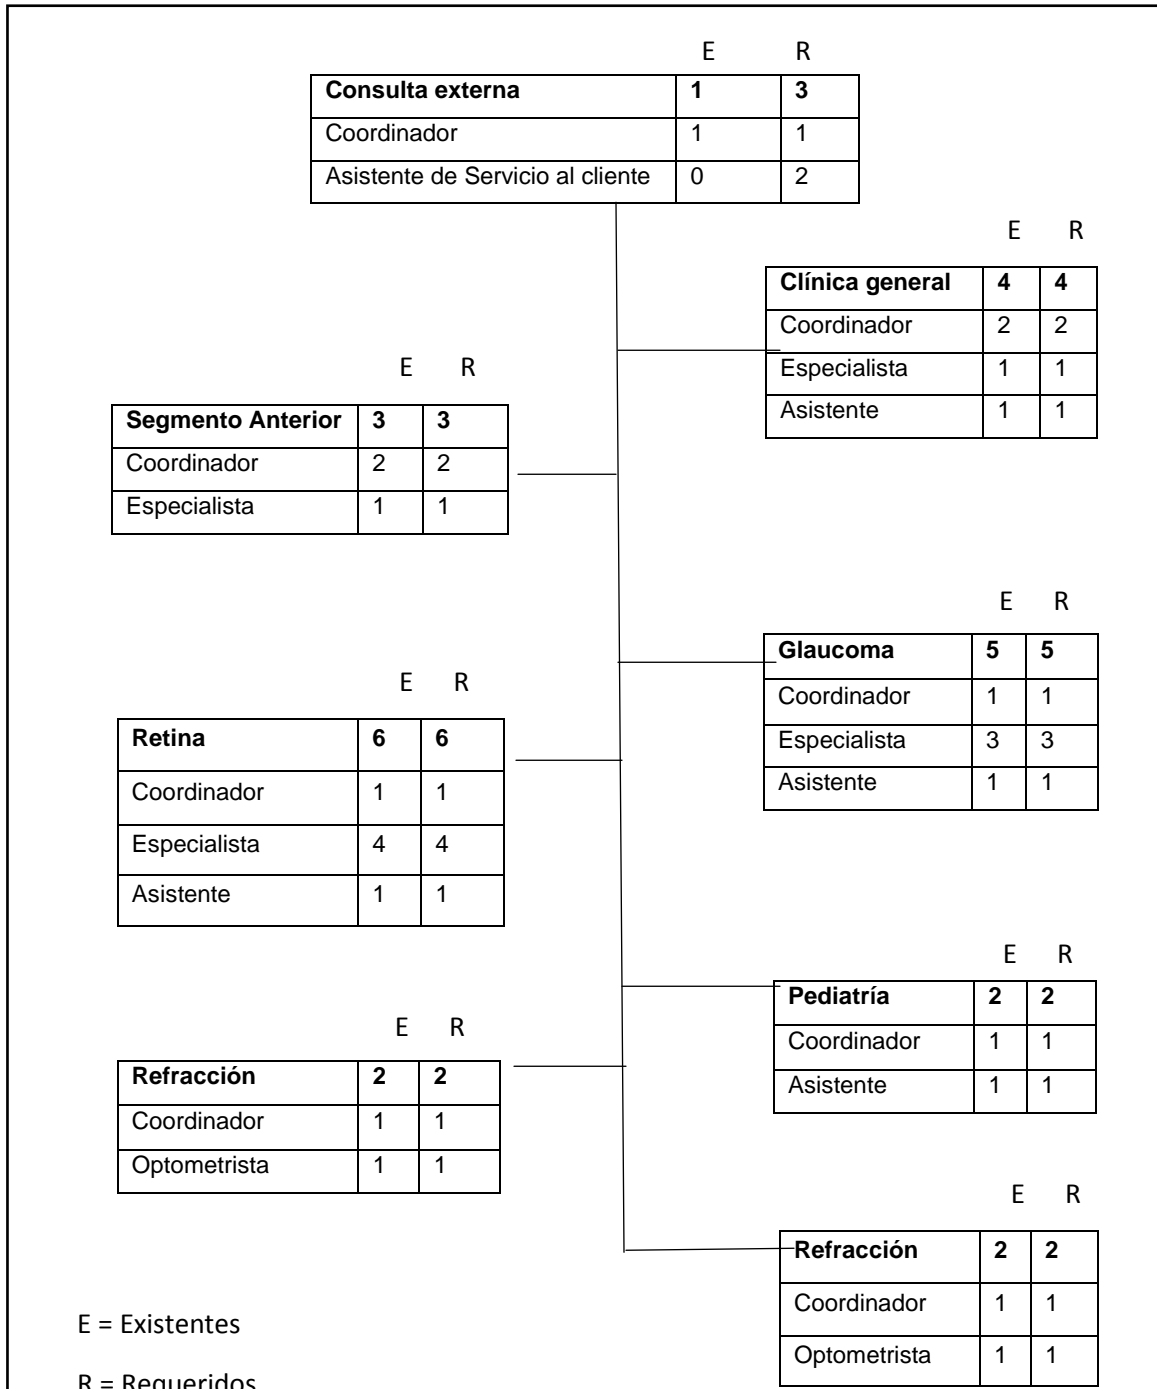 E R
Consulta externa 1 3
Coordinador 1 1
Asistente de Servicio al cliente 0 2
E R
Clínica general 4 4
Coordinador 2 2
Especialista 1 1
Asistente 1 1
E R
Segmento Anterior 3 3
Coordinador 2 2
Especialista 1 1
E R
Glaucoma 5 5
Coordinador 1 1
Especialista 3 3
Asistente 1 1
E R
Retina 6 6
Coordinador 1 1
Especialista 4 4
Asistente 1 1
E R
Pediatría 2 2
Coordinador 1 1
Asistente 1 1
E R
Refracción 2 2
Coordinador 1 1
Optometrista 1 1
E R
Refracción 2 2
Coordinador 1 1
Optometrista 1 1
E = Existentes
R = Requeridos